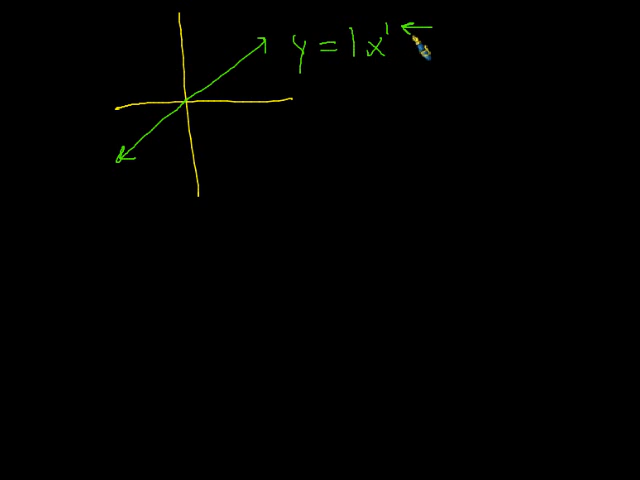 y = 1x¹